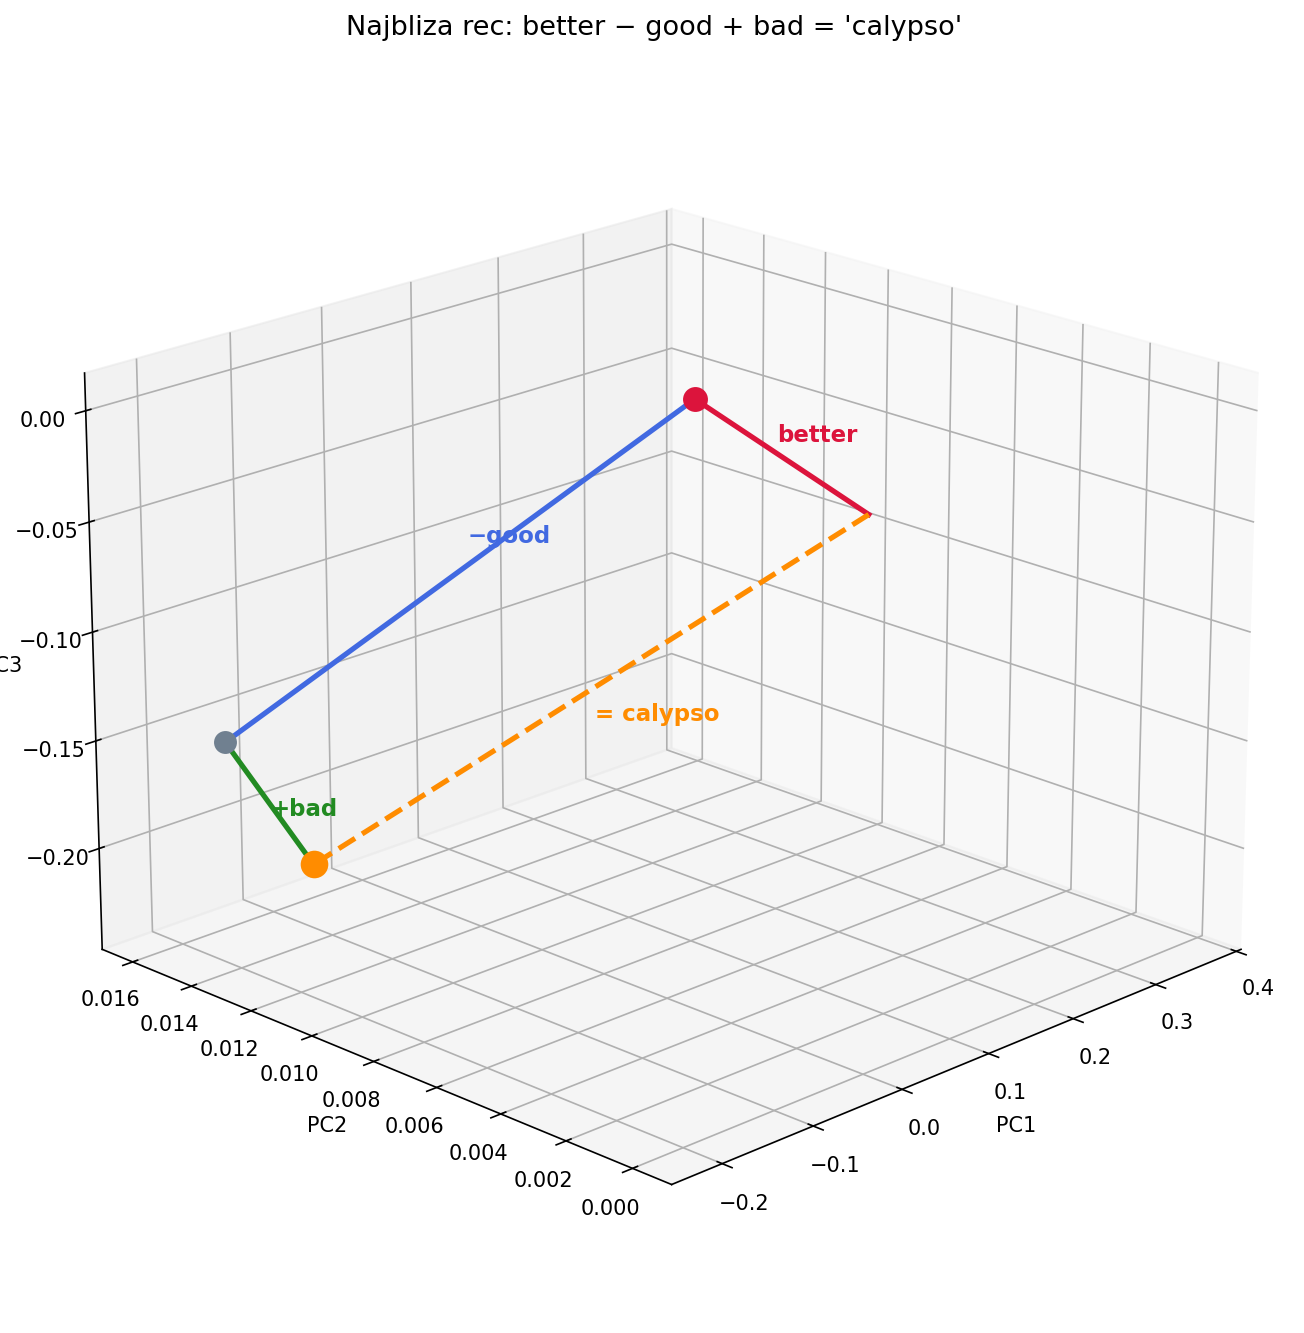 Najbliza rec: better − good + bad = 'calypso'
better
−good
= calypso
+bad
0.00
−0.05
−0.10
C3
−0.15
−0.20
0.016
0.014
0.012
0.010
0.008
PC2
0.006
0.004
0.002
0.000
0.4
0.3
0.2
0.1
PC1
0.0
−0.1
−0.2